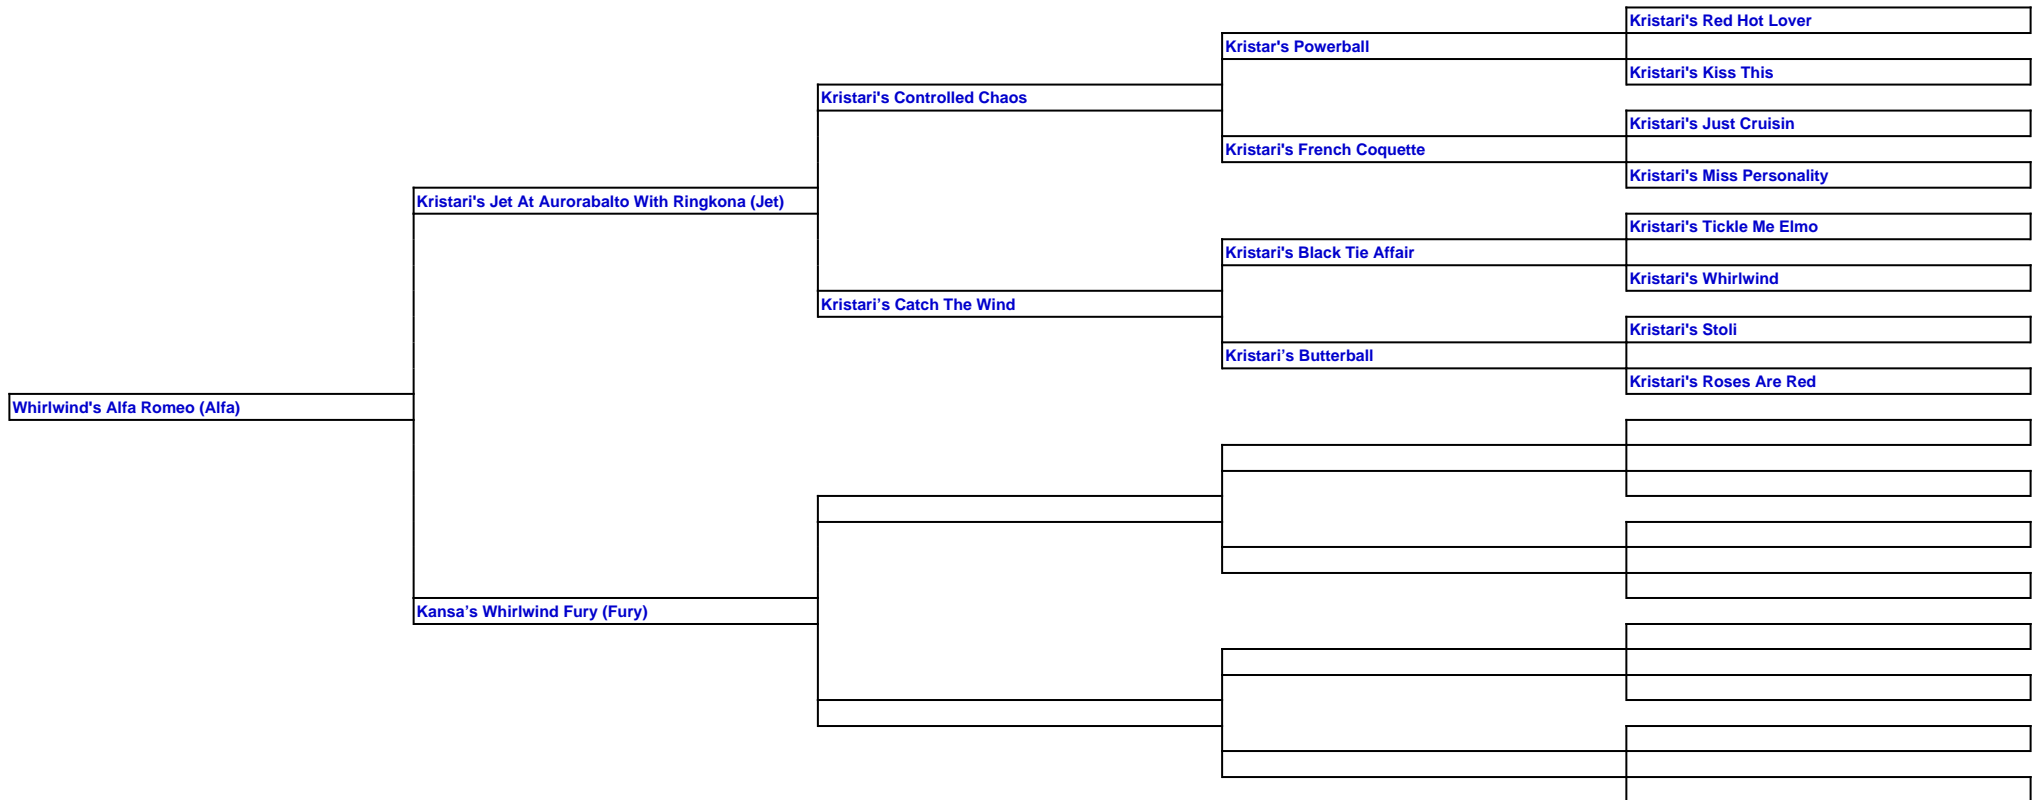 Kristari's Red Hot Lover
Kristar's Powerball
Kristari's Kiss This
Kristari's Controlled Chaos
Kristari's Just Cruisin
Kristari's French Coquette
Kristari's Miss Personality
Kristari's Jet At Aurorabalto With Ringkona (Jet)
Kristari's Tickle Me Elmo
Kristari's Black Tie Affair
Kristari's Whirlwind
Kristari’s Catch The Wind
Kristari's Stoli
Kristari’s Butterball
Kristari's Roses Are Red
Whirlwind's Alfa Romeo (Alfa)
Kansa’s Whirlwind Fury (Fury)